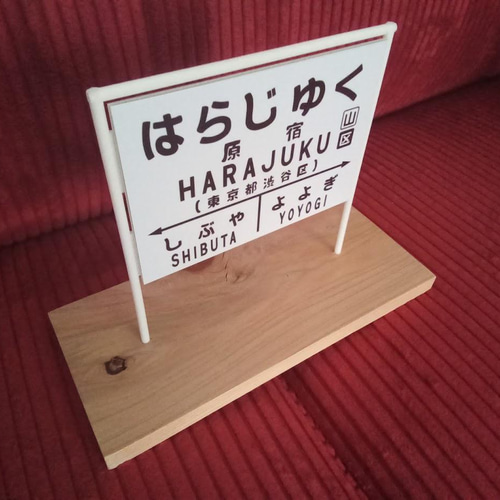 はらじゆく
原宿
山区
HARAJUKU
(東京都渋谷区)
しぶや よよぎ
SHIBUTA YOYOGI